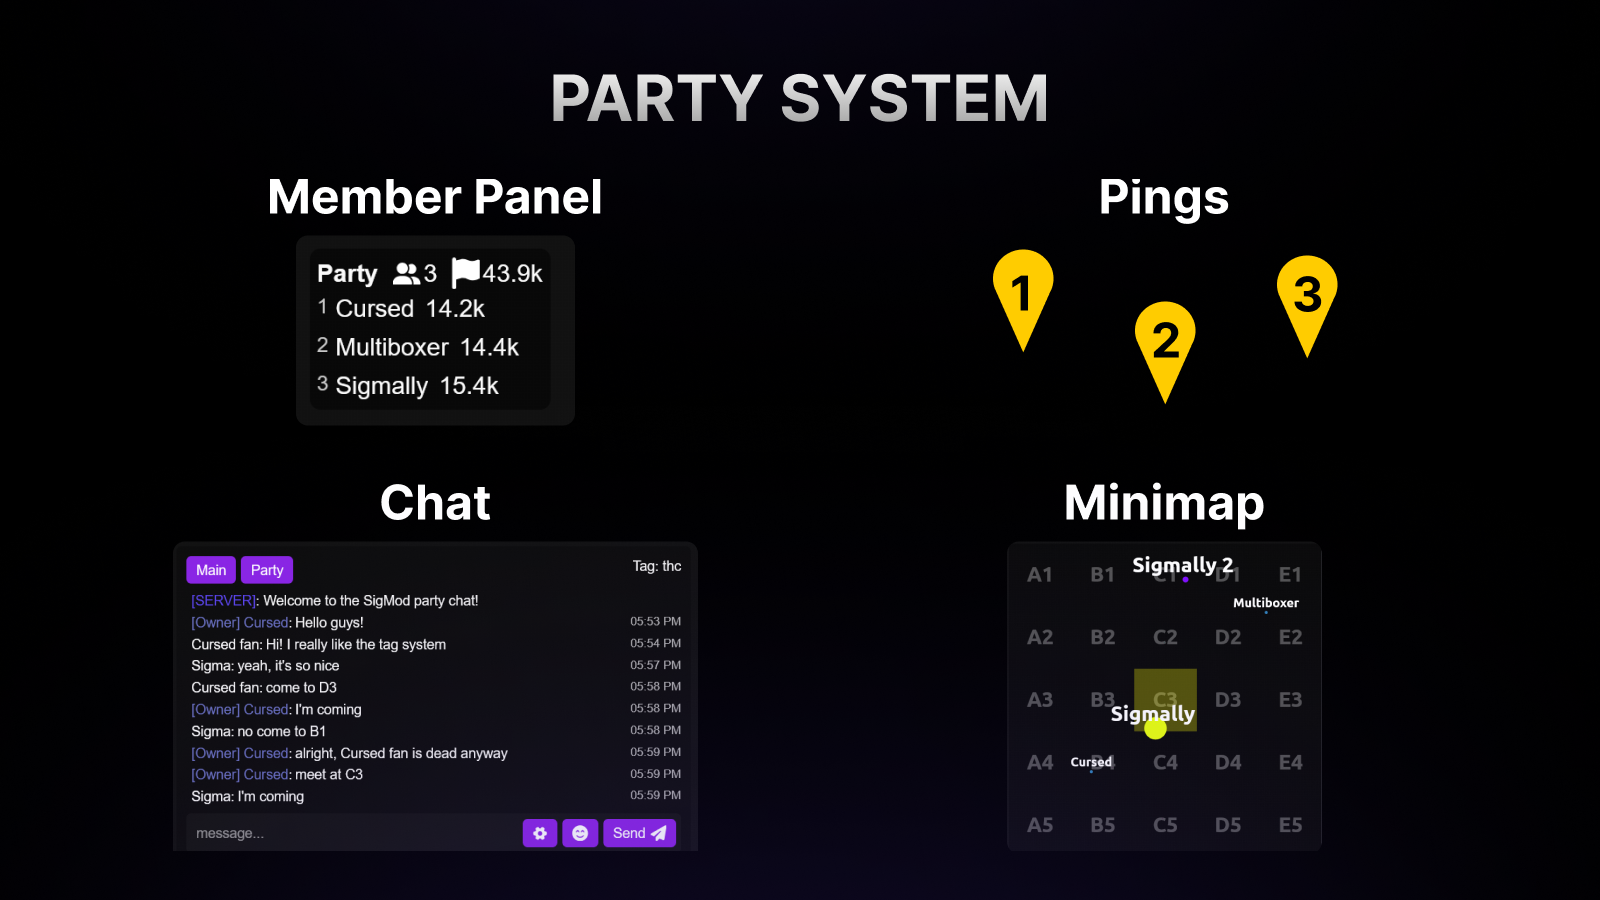 PARTY SYSTEM
Member Panel
Party 3 43.9k
1 Cursed 14.2k
2 Multiboxer 14.4k
3 Sigmally 15.4k
Pings
1
2
3
Chat
Main Party Tag: thc
[SERVER]: Welcome to the SigMod party chat!
[Owner] Cursed: Hello guys! 05:53 PM
Cursed fan: Hi! I really like the tag system 05:54 PM
Sigma: yeah, it's so nice 05:57 PM
Cursed fan: come to D3 05:58 PM
[Owner] Cursed: I'm coming 05:58 PM
Sigma: no come to B1 05:58 PM
[Owner] Cursed: alright, Cursed fan is dead anyway 05:59 PM
[Owner] Cursed: meet at C3 05:59 PM
Sigma: I'm coming 05:59 PM
message... Send
Minimap
Sigmally 2
A1 B1 C1 D1 E1
Multiboxer
A2 B2 C2 D2 E2
A3 B3 C3 D3 E3
Sigmally
A4 B4 C4 D4 E4
Cursed
A5 B5 C5 D5 E5